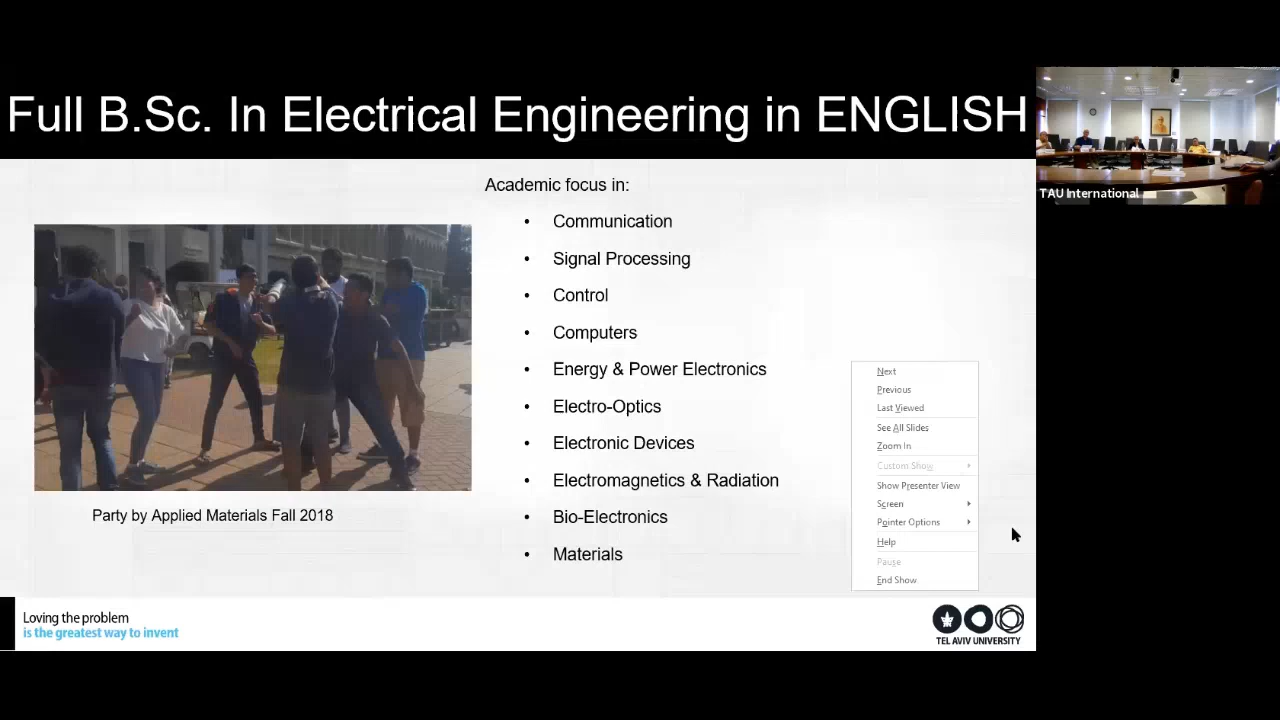 Full B.Sc. In Electrical Engineering in ENGLISH
TAU International
Academic focus in:
• Communication
• Signal Processing
• Control
• Computers
• Energy & Power Electronics
• Electro-Optics
• Electronic Devices
• Electromagnetics & Radiation
• Bio-Electronics
• Materials
Party by Applied Materials Fall 2018
Next
Previous
Last Viewed
See All Slides
Zoom In
Custom Show
Show Presenter View
Screen
Pointer Options
Help
Pause
End Show
Loving the problem
is the greatest way to invent
TEL AVIV UNIVERSITY